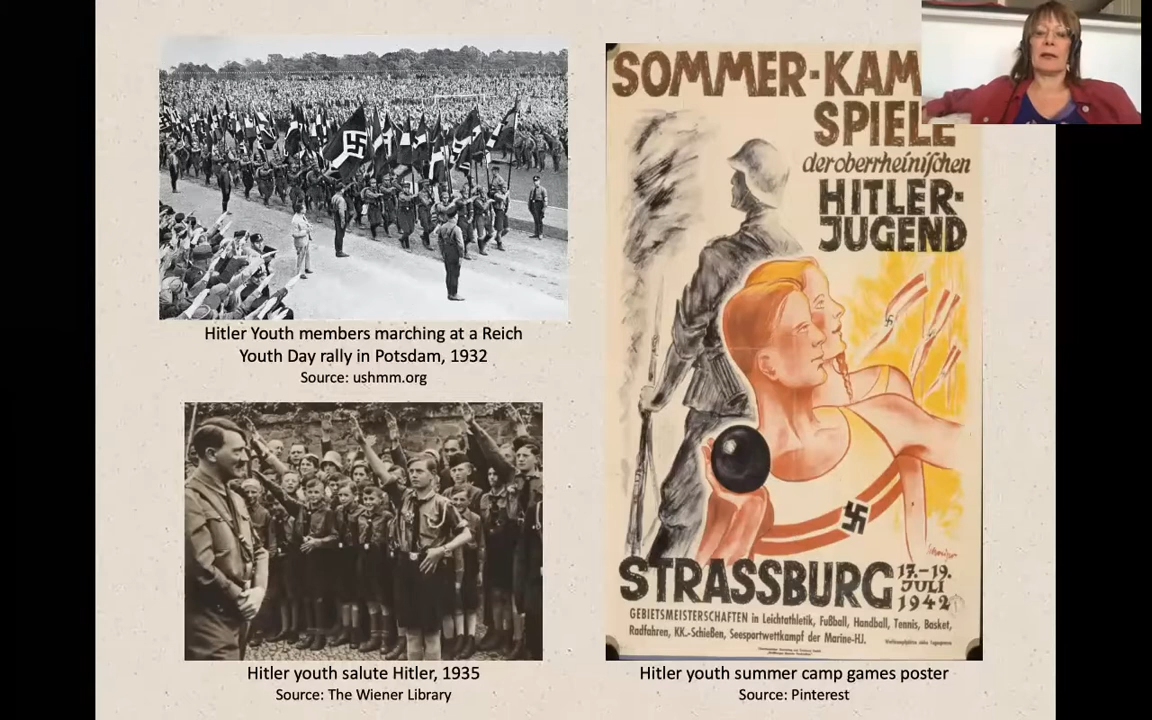 Hitler Youth members marching at a Reich
Youth Day rally in Potsdam, 1932
Source: ushmm.org
Hitler youth salute Hitler, 1935
Source: The Wiener Library
SOMMER-KAM
SPIELE
der oberrheinischen
HITLER-
JUGEND
STRASSBURG
17.-19.
JULI
1942
GEBIETSMEISTERSCHAFTEN in Leichtathletik, Fußball, Handball, Tennis, Basket,
Radfahren, KK.-Schießen, Seesportwettkampf der Marine-HJ.
Hitler youth summer camp games poster
Source: Pinterest